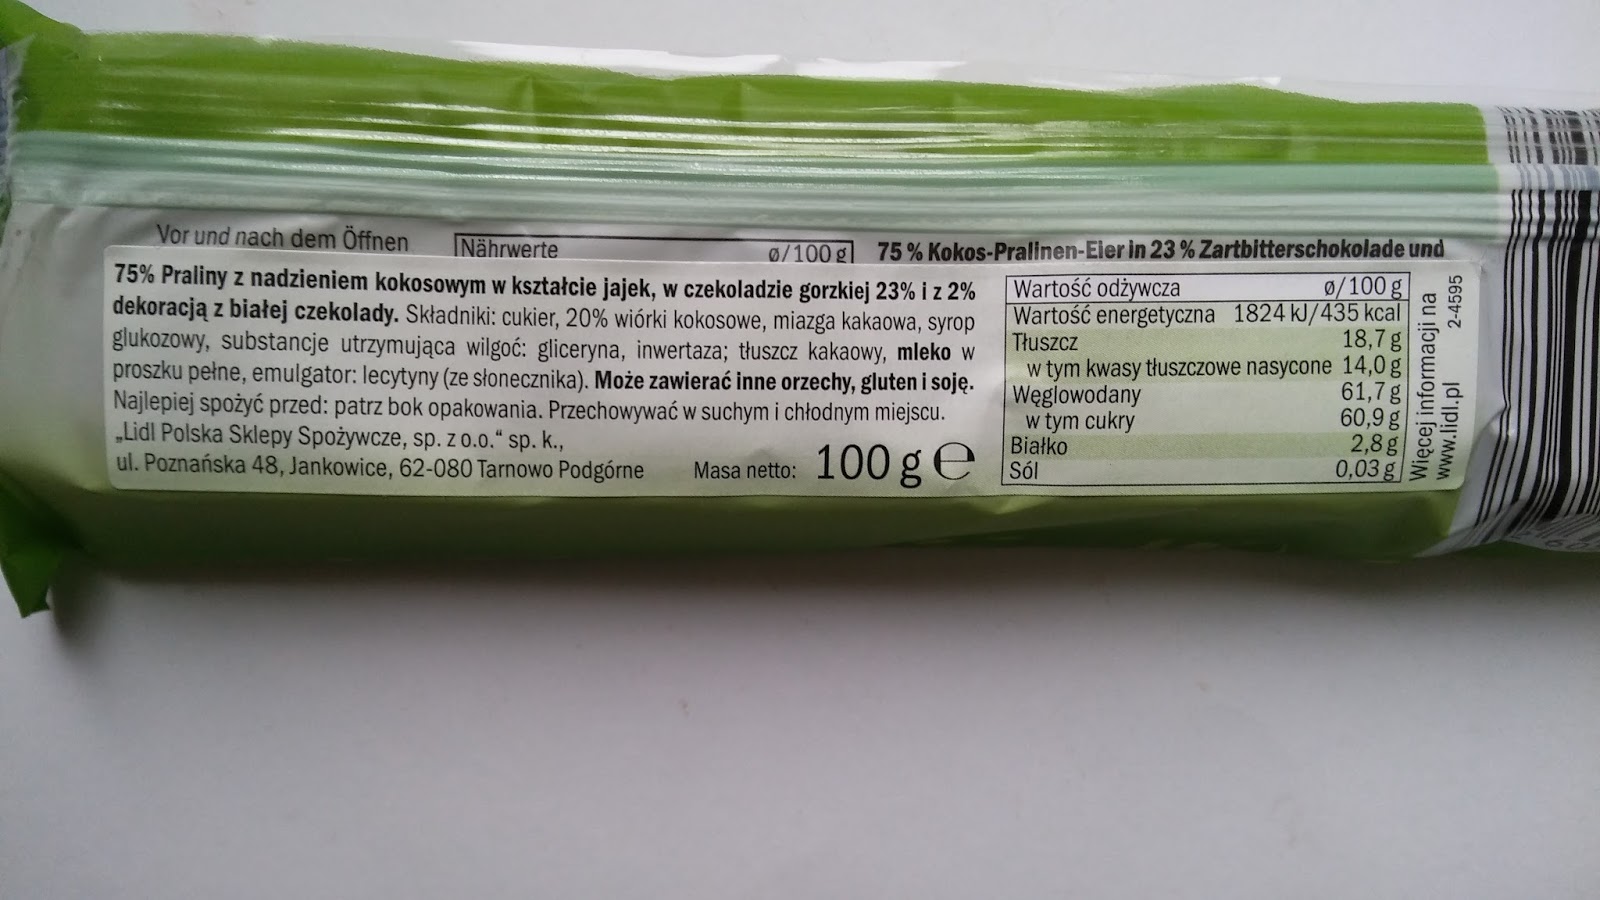 Vor und nach dem Öffnen
Nährwerte ø/100 g
75 % Kokos-Pralinen-Eier in 23 % Zartbitterschokolade und
75% Praliny z nadzieniem kokosowym w kształcie jajek, w czekoladzie gorzkiej 23% i z 2%
dekoracją z białej czekolady. Składniki: cukier, 20% wiórki kokosowe, miazga kakaowa, syrop
glukozowy, substancje utrzymująca wilgoć: gliceryna, inwertaza; tłuszcz kakaowy, mleko w
proszku pełne, emulgator: lecytyny (ze słonecznika). Może zawierać inne orzechy, gluten i soję.
Najlepiej spożyć przed: patrz bok opakowania. Przechowywać w suchym i chłodnym miejscu.
„Lidl Polska Sklepy Spożywcze, sp. z o.o.“ sp. k.,
ul. Poznańska 48, Jankowice, 62-080 Tarnowo Podgórne
Masa netto: 100 g e
Wartość odżywcza ø/100 g
Wartość energetyczna 1824 kJ/435 kcal
Tłuszcz 18,7 g
w tym kwasy tłuszczowe nasycone 14,0 g
Węglowodany 61,7 g
w tym cukry 60,9 g
Białko 2,8 g
Sól 0,03 g
Więcej informacji na
www.lidl.pl
2-4595